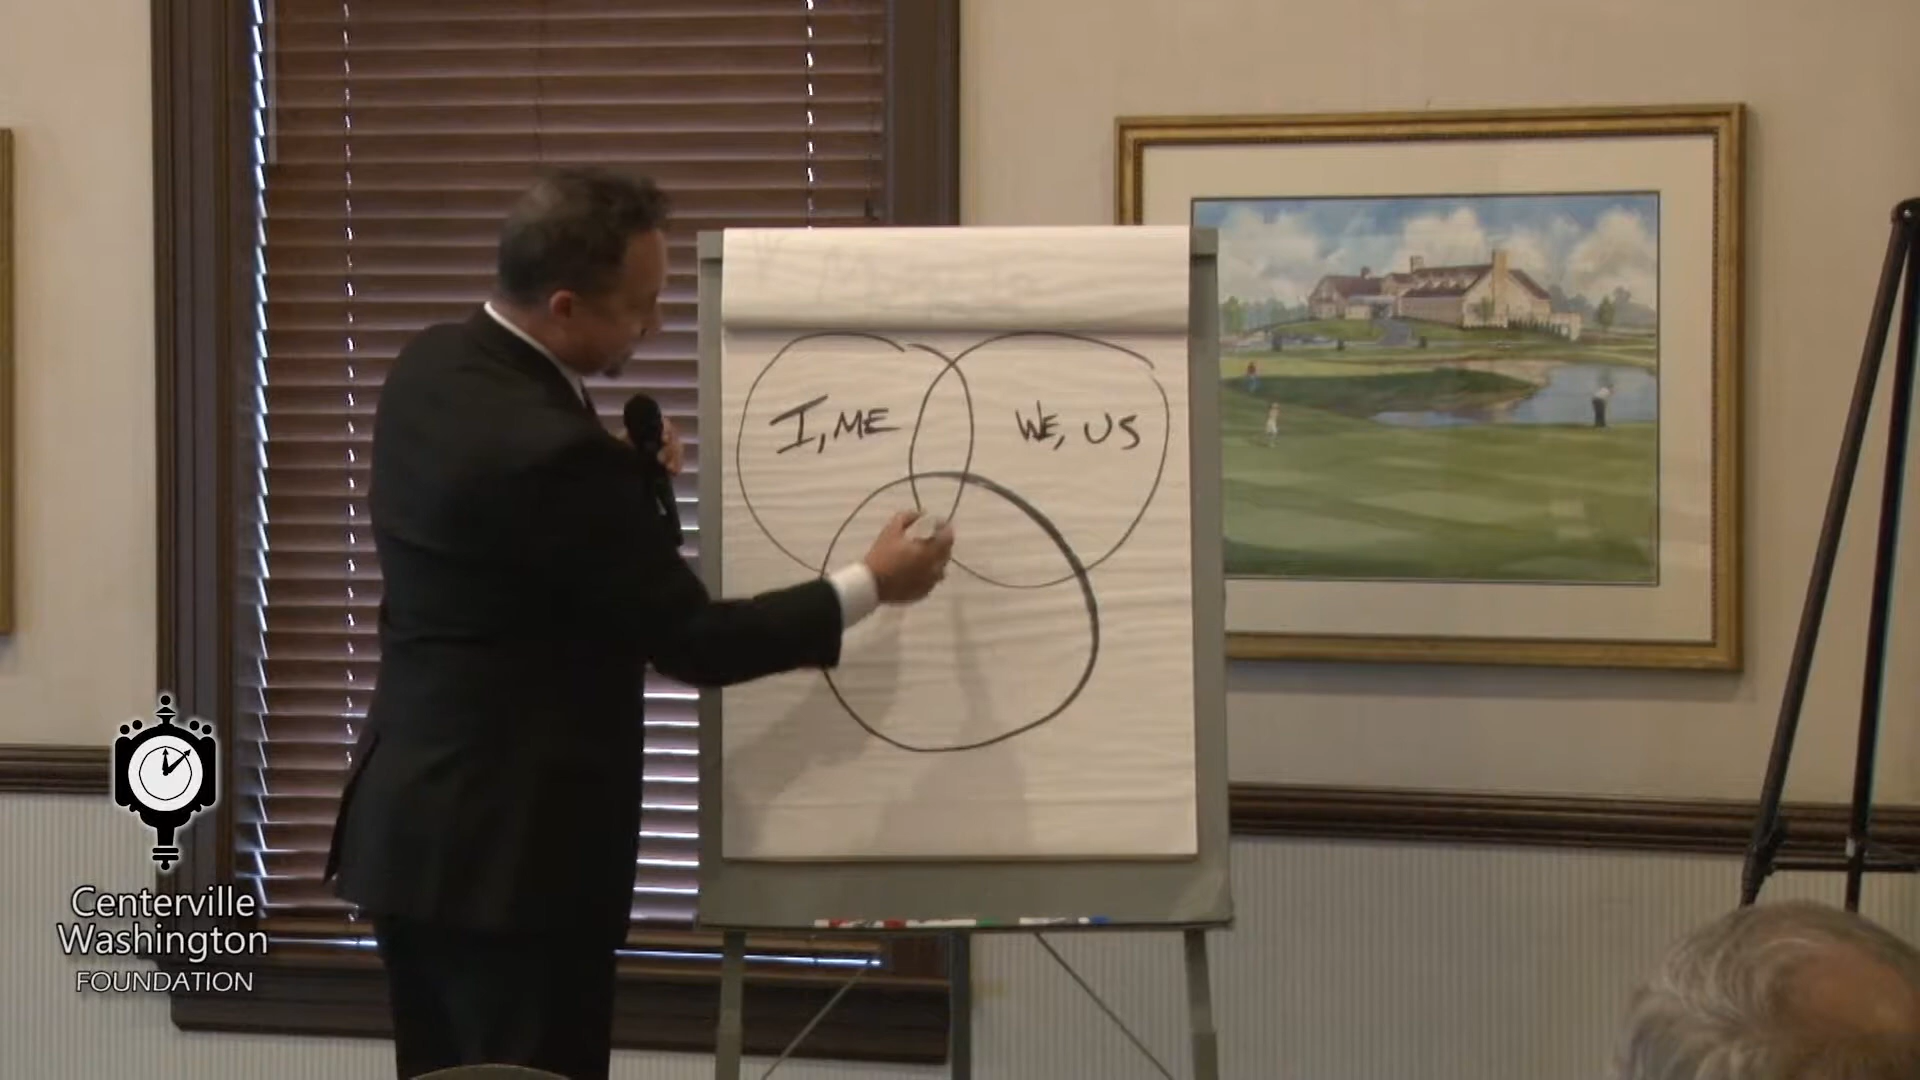 I, ME
WE, US
Centerville
Washington
FOUNDATION